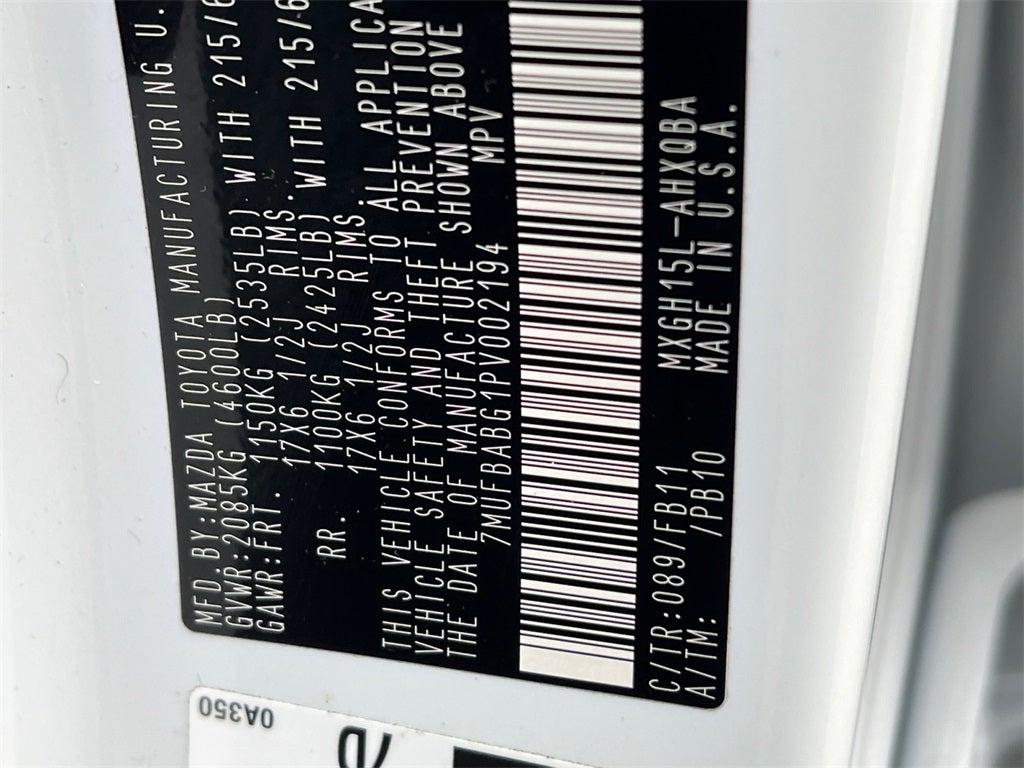 MFD.BY:MAZDA TOYOTA MANUFACTURING U.
GVWR:2085KG (4600LB)
GAWR:FRT. 1150KG (2535LB) WITH 215/6
17X6 1/2J RIMS.
RR. 1100KG (2425LB) WITH 215/6
17X6 1/2J RIMS.
THIS VEHICLE CONFORMS TO ALL APPLICA
VEHICLE SAFETY AND THEFT PREVENTION
THE DATE OF MANUFACTURE SHOWN ABOVE
7MUFBABG1PV002194 MPV
C/TR:089/FB11 MXGH15L-AHXQBA
A/TM: /PB10 MADE IN U.S.A.
0A350